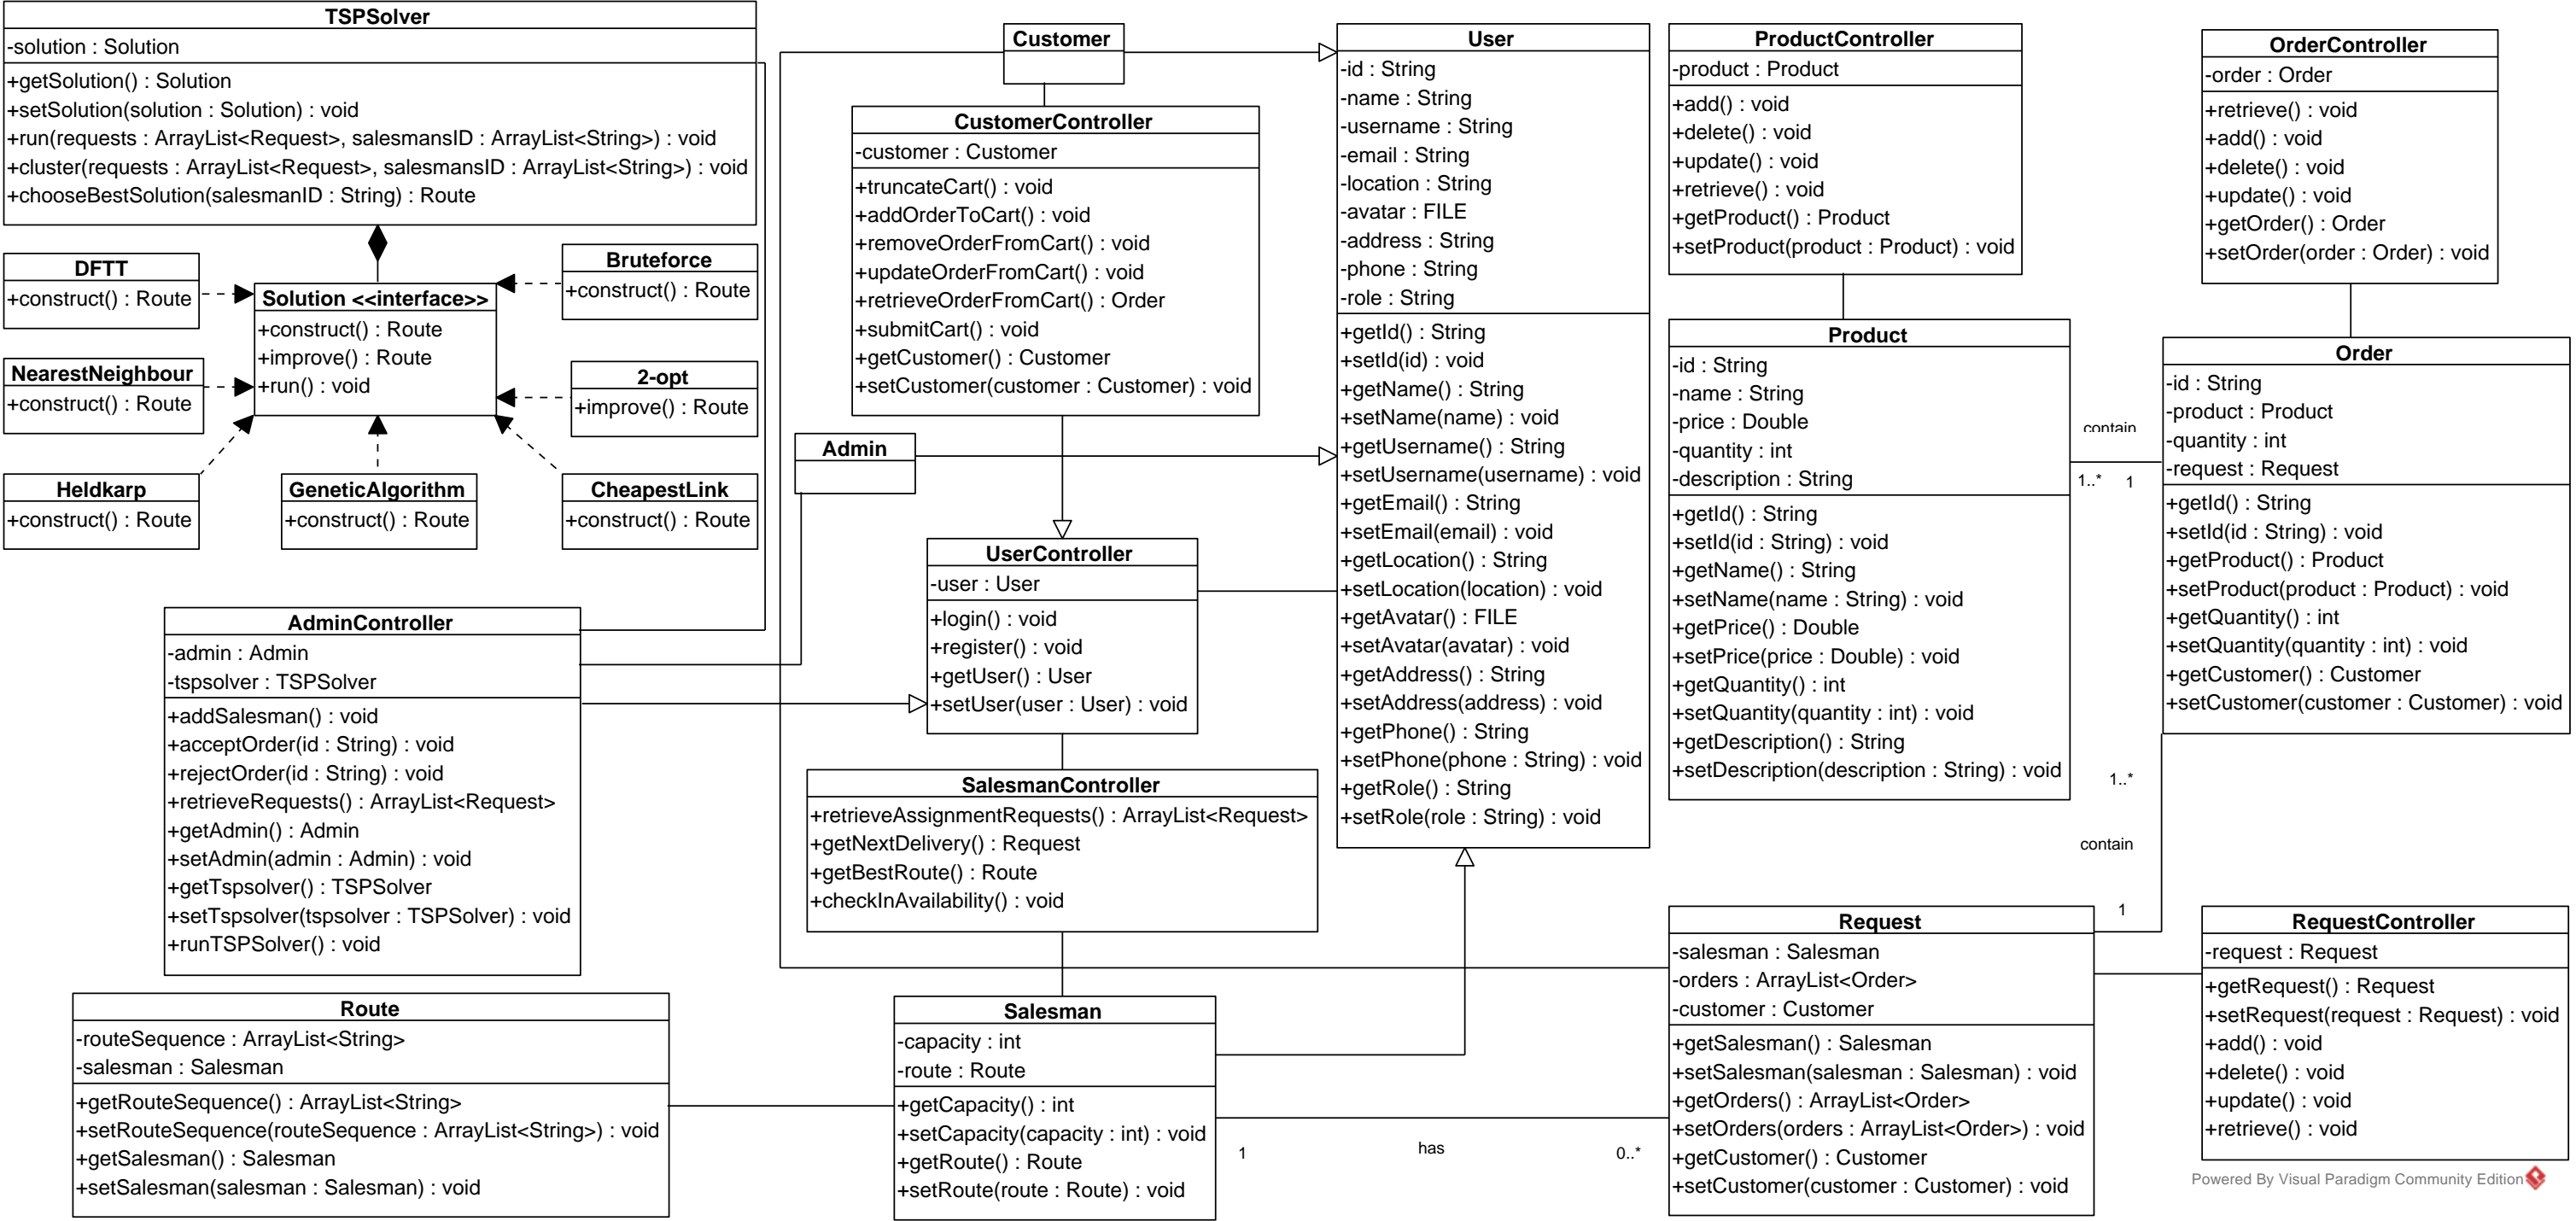 TSPSolver
-solution : Solution
+getSolution() : Solution
+setSolution(solution : Solution) : void
+run(requests : ArrayList<Request>, salesmansID : ArrayList<String>) : void
+cluster(requests : ArrayList<Request>, salesmansID : ArrayList<String>) : void
+chooseBestSolution(salesmanID : String) : Route
DFTT
+construct() : Route
Bruteforce
+construct() : Route
Solution <<interface>>
+construct() : Route
+improve() : Route
+run() : void
NearestNeighbour
+construct() : Route
2-opt
+improve() : Route
Heldkarp
+construct() : Route
GeneticAlgorithm
+construct() : Route
CheapestLink
+construct() : Route
AdminController
-admin : Admin
-tspsolver : TSPSolver
+addSalesman() : void
+acceptOrder(id : String) : void
+rejectOrder(id : String) : void
+retrieveRequests() : ArrayList<Request>
+getAdmin() : Admin
+setAdmin(admin : Admin) : void
+getTspsolver() : TSPSolver
+setTspsolver(tspsolver : TSPSolver) : void
+runTSPSolver() : void
Route
-routeSequence : ArrayList<String>
-salesman : Salesman
+getRouteSequence() : ArrayList<String>
+setRouteSequence(routeSequence : ArrayList<String>) : void
+getSalesman() : Salesman
+setSalesman(salesman : Salesman) : void
Customer
CustomerController
-customer : Customer
+truncateCart() : void
+addOrderToCart() : void
+removeOrderFromCart() : void
+updateOrderFromCart() : void
+retrieveOrderFromCart() : Order
+submitCart() : void
+getCustomer() : Customer
+setCustomer(customer : Customer) : void
Admin
UserController
-user : User
+login() : void
+register() : void
+getUser() : User
+setUser(user : User) : void
SalesmanController
+retrieveAssignmentRequests() : ArrayList<Request>
+getNextDelivery() : Request
+getBestRoute() : Route
+checkInAvailability() : void
Salesman
-capacity : int
-route : Route
+getCapacity() : int
+setCapacity(capacity : int) : void
+getRoute() : Route
+setRoute(route : Route) : void
User
-id : String
-name : String
-username : String
-email : String
-location : String
-avatar : FILE
-address : String
-phone : String
-role : String
+getId() : String
+setId(id) : void
+getName() : String
+setName(name) : void
+getUsername() : String
+setUsername(username) : void
+getEmail() : String
+setEmail(email) : void
+getLocation() : String
+setLocation(location) : void
+getAvatar() : FILE
+setAvatar(avatar) : void
+getAddress() : String
+setAddress(address) : void
+getPhone() : String
+setPhone(phone : String) : void
+getRole() : String
+setRole(role : String) : void
1
has
0..*
ProductController
-product : Product
+add() : void
+delete() : void
+update() : void
+retrieve() : void
+getProduct() : Product
+setProduct(product : Product) : void
Product
-id : String
-name : String
-price : Double
-quantity : int
-description : String
+getId() : String
+setId(id : String) : void
+getName() : String
+setName(name : String) : void
+getPrice() : Double
+setPrice(price : Double) : void
+getQuantity() : int
+setQuantity(quantity : int) : void
+getDescription() : String
+setDescription(description : String) : void
contain
1..* 1
OrderController
-order : Order
+retrieve() : void
+add() : void
+delete() : void
+update() : void
+getOrder() : Order
+setOrder(order : Order) : void
Order
-id : String
-product : Product
-quantity : int
-request : Request
+getId() : String
+setId(id : String) : void
+getProduct() : Product
+setProduct(product : Product) : void
+getQuantity() : int
+setQuantity(quantity : int) : void
+getCustomer() : Customer
+setCustomer(customer : Customer) : void
1..*
contain
1
Request
-salesman : Salesman
-orders : ArrayList<Order>
-customer : Customer
+getSalesman() : Salesman
+setSalesman(salesman : Salesman) : void
+getOrders() : ArrayList<Order>
+setOrders(orders : ArrayList<Order>) : void
+getCustomer() : Customer
+setCustomer(customer : Customer) : void
RequestController
-request : Request
+getRequest() : Request
+setRequest(request : Request) : void
+add() : void
+delete() : void
+update() : void
+retrieve() : void
Powered By Visual Paradigm Community Edition